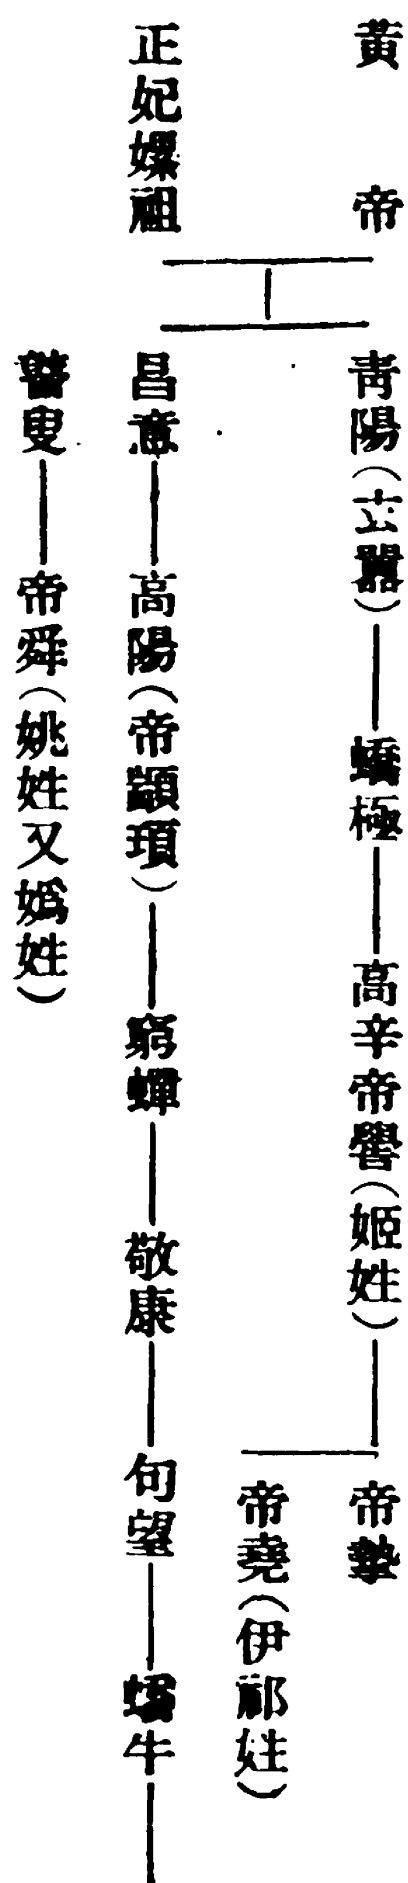 黃帝
青陽(玄囂)——蟜極——高辛帝嚳(姬姓)——帝摯
帝堯(伊祁姓)
正妃嫘祖
昌意——高陽(帝顓頊)——窮蟬——敬康——句望——蟜牛——
瞽叟——帝舜(姚姓又媯姓)